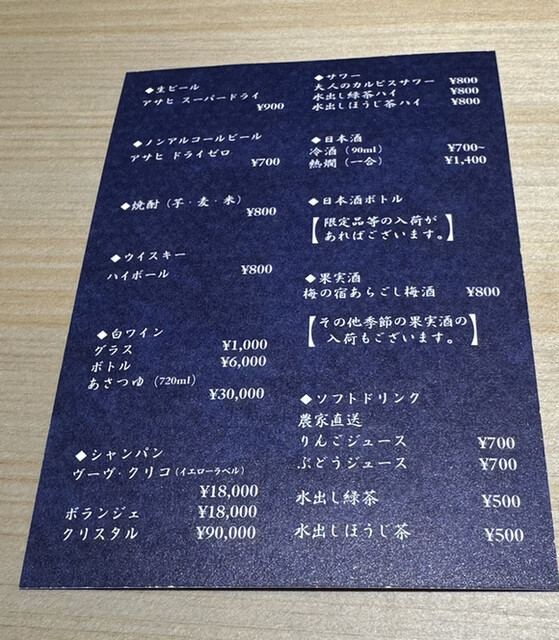 ◆生ビール
アサヒ スーパードライ
¥900
◆ノンアルコールビール
アサヒ ドライゼロ
¥700
◆焼酎（芋・麦・米）
¥800
◆ウイスキー
ハイボール ¥800
◆白ワイン
グラス ¥1,000
ボトル ¥6,000
あさつゆ（720ml）
¥30,000
◆シャンパン
ヴーヴ・クリコ（イエローラベル）
¥18,000
ボランジェ ¥18,000
クリスタル ¥90,000
◆サワー
大人のカルピスサワー ¥800
水出し緑茶ハイ ¥800
水出しほうじ茶ハイ ¥800
◆日本酒
冷酒（90ml） ¥700~
熱燗（一合） ¥1,400
◆日本酒ボトル
【限定品等の入荷が
あればございます。】
◆果実酒
梅の宿あらごし梅酒 ¥800
【その他季節の果実酒の
入荷もございます。】
◆ソフトドリンク
農家直送
りんごジュース ¥700
ぶどうジュース ¥700
水出し緑茶 ¥500
水出しほうじ茶 ¥500